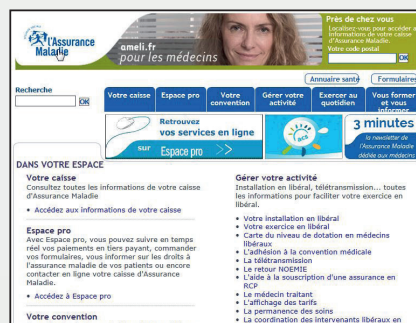 l'Assurance
Maladie
ameli.fr
pour les médecins
Près de chez vous
Localisez-vous pour accéder aux
informations de votre caisse
d'Assurance Maladie.
Votre code postal
OK
Annuaire santé
Formulaires
Recherche
OK
Votre caisse
Espace pro
Votre
convention
Gérer votre
activité
Exercer au
quotidien
Vous former
et vous
informer
Retrouvez
vos services en ligne
sur Espace pro >>
ACS
3 minutes
la newsletter de
l'Assurance Maladie
dédiée aux médecins
DANS VOTRE ESPACE
Votre caisse
Consultez toutes les informations de votre caisse
d'Assurance Maladie
• Accédez aux informations de votre caisse
Espace pro
Avec Espace pro, vous pouvez suivre en temps
réel vos paiements en tiers payant, commander
vos formulaires, vous informer sur les droits à
l'assurance maladie de vos patients ou encore
contacter en ligne votre caisse d'Assurance
Maladie.
• Accédez à Espace pro
Votre convention
Gérer votre activité
Installation en libéral, télétransmission... toutes
les informations pour faciliter votre exercice en
libéral.
• Votre installation en libéral
• Votre exercice en libéral
• Carte du niveau de dotation en médecins
libéraux
• L'adhésion à la convention médicale
• La télétransmission
• Le retour NOEMIE
• L'aide à la souscription d'une assurance en
RCP
• Le médecin traitant
• L'affichage des tarifs
• La permanence des soins
• La coordination des intervenants libéraux en